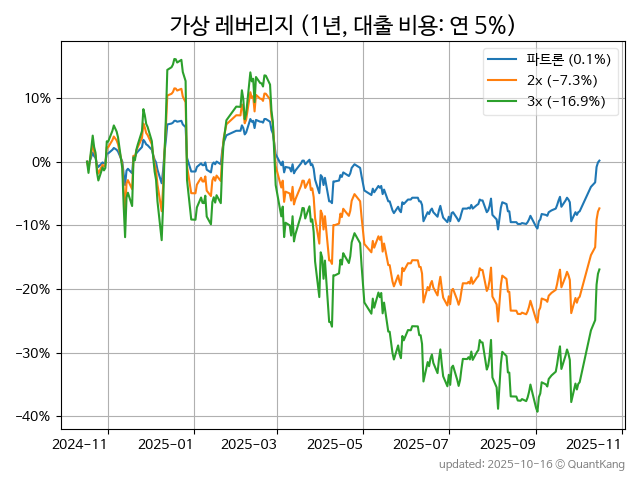 가상 레버리지 (1년, 대출 비용: 연 5%)
파트론 (0.1%)
2x (−7.3%)
3x (−16.9%)
10%
0%
−10%
−20%
−30%
−40%
2024-11 2025-01 2025-03 2025-05 2025-07 2025-09 2025-11
updated: 2025-10-16 © QuantKang